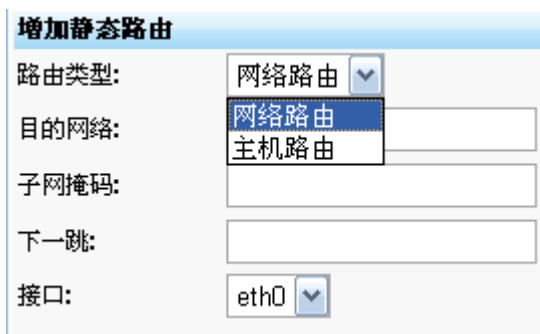 增加静态路由
路由类型: 网络路由
网络路由
目的网络:
主机路由
子网掩码:
下一跳:
接口: eth0